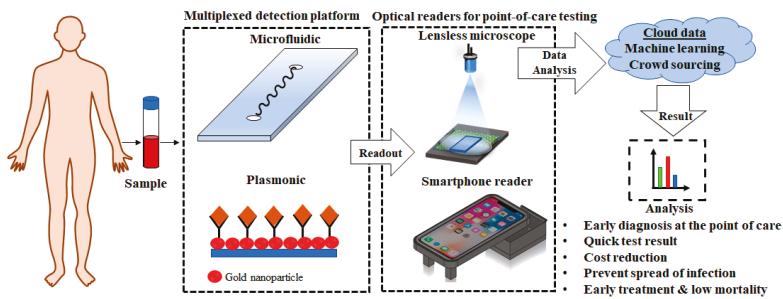 Multiplexed detection platform
Microfluidic
Plasmonic
Gold nanoparticle
Sample
Readout
Optical readers for point-of-care testing
Lensless microscope
Smartphone reader
Data
Analysis
Cloud data
Machine learning
Crowd sourcing
Result
Analysis
• Early diagnosis at the point of care
• Quick test result
• Cost reduction
• Prevent spread of infection
• Early treatment & low mortality